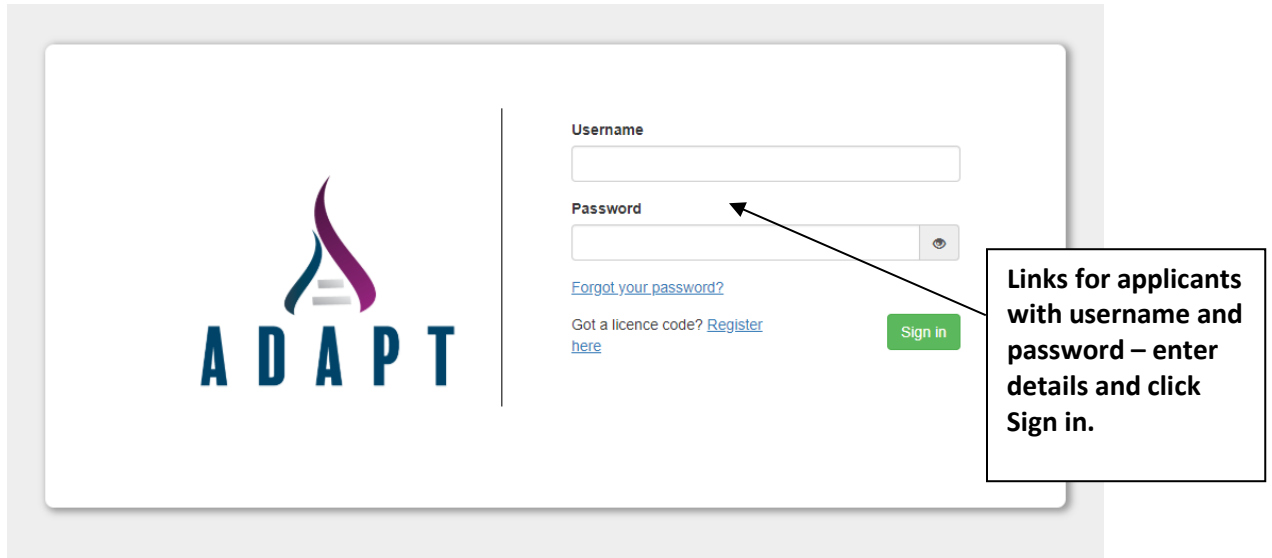 Username
Password
Forgot your password?
Got a licence code? Register
here
Sign in
ADAPT
Links for applicants
with username and
password – enter
details and click
Sign in.